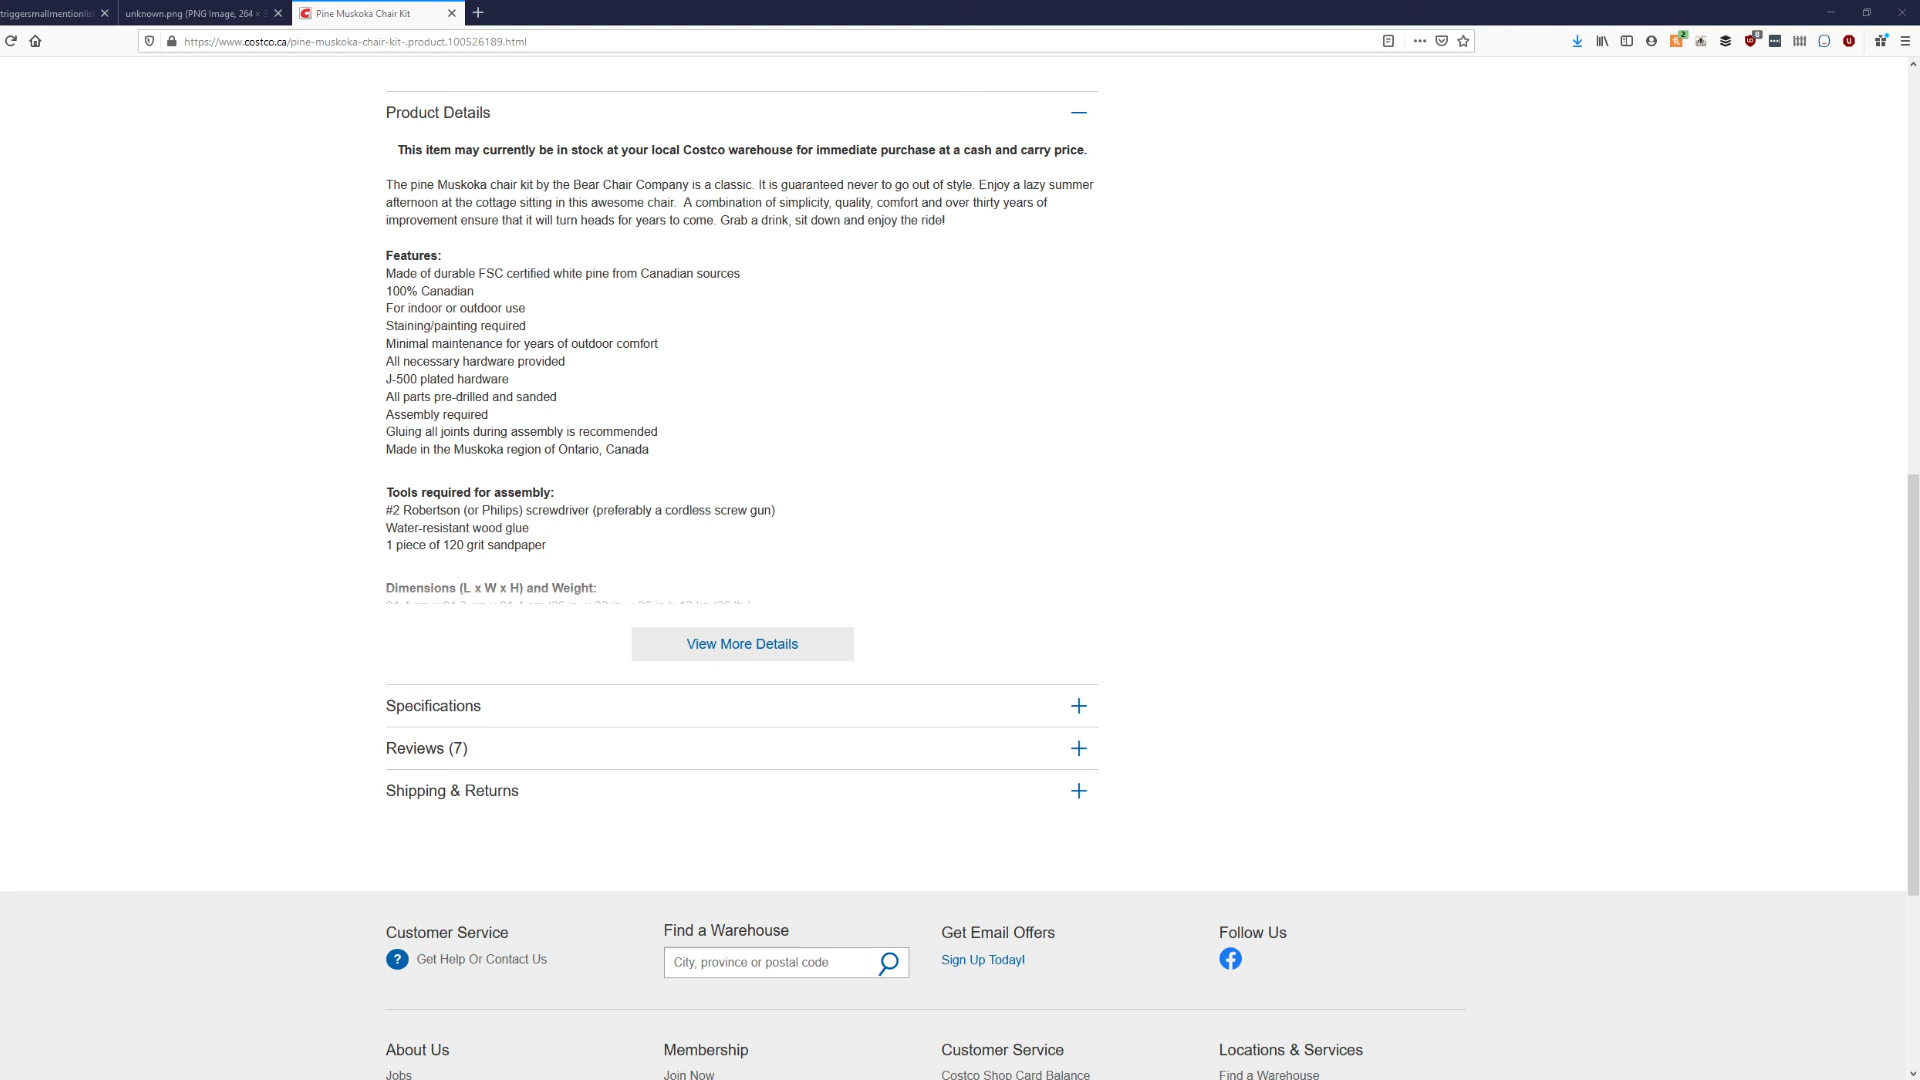 triggersmallmentionlis
unknown.png (PNG Image, 264 ×
Pine Muskoka Chair Kit
https://www.costco.ca/pine-muskoka-chair-kit-.product.100526189.html
2
8
Product Details
This item may currently be in stock at your local Costco warehouse for immediate purchase at a cash and carry price.
The pine Muskoka chair kit by the Bear Chair Company is a classic. It is guaranteed never to go out of style. Enjoy a lazy summer
afternoon at the cottage sitting in this awesome chair. A combination of simplicity, quality, comfort and over thirty years of
improvement ensure that it will turn heads for years to come. Grab a drink, sit down and enjoy the ride!
Features:
Made of durable FSC certified white pine from Canadian sources
100% Canadian
For indoor or outdoor use
Staining/painting required
Minimal maintenance for years of outdoor comfort
All necessary hardware provided
J-500 plated hardware
All parts pre-drilled and sanded
Assembly required
Gluing all joints during assembly is recommended
Made in the Muskoka region of Ontario, Canada
Tools required for assembly:
#2 Robertson (or Philips) screwdriver (preferably a cordless screw gun)
Water-resistant wood glue
1 piece of 120 grit sandpaper
Dimensions (L x W x H) and Weight:
View More Details
Specifications
Reviews (7)
Shipping & Returns
Customer Service
Get Help Or Contact Us
Find a Warehouse
City, province or postal code
Get Email Offers
Sign Up Today!
Follow Us
About Us
Membership
Customer Service
Locations & Services
Jobs
Join Now
Costco Shop Card Balance
Find a Warehouse